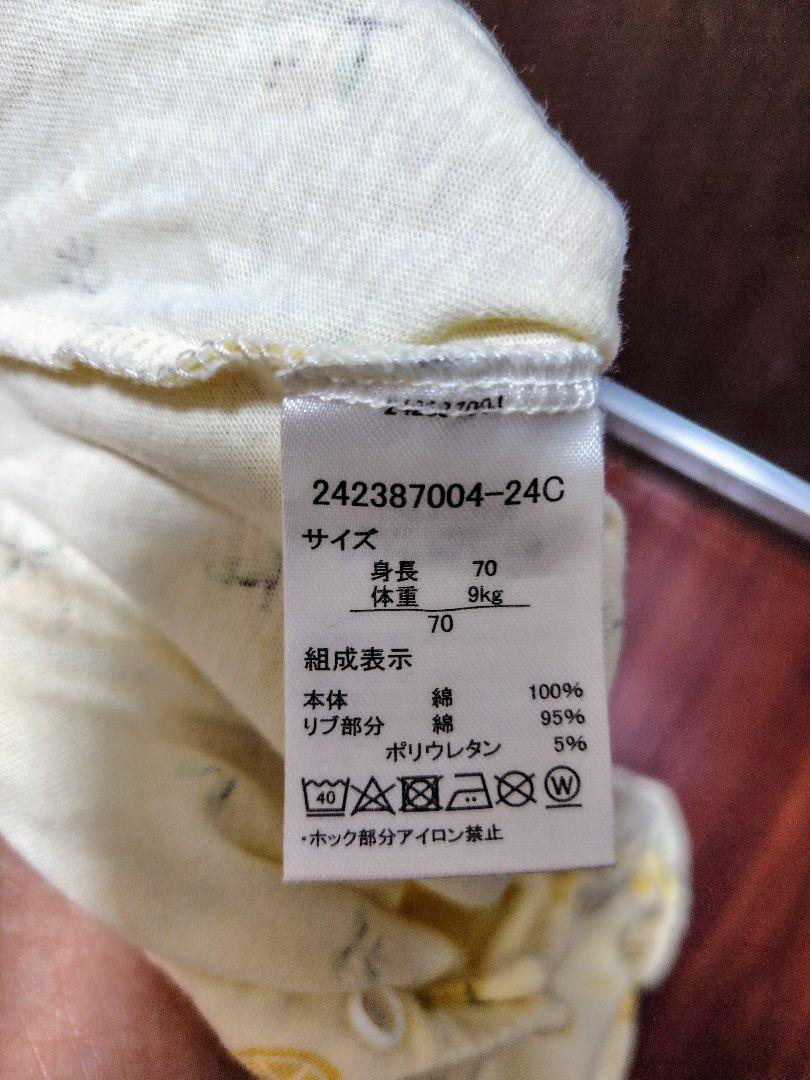 242387004-24C
サイズ
身長 70
体重 9kg
70
組成表示
本体 綿 100%
リブ部分 綿 95%
ポリウレタン 5%
40 W
・ホック部分アイロン禁止